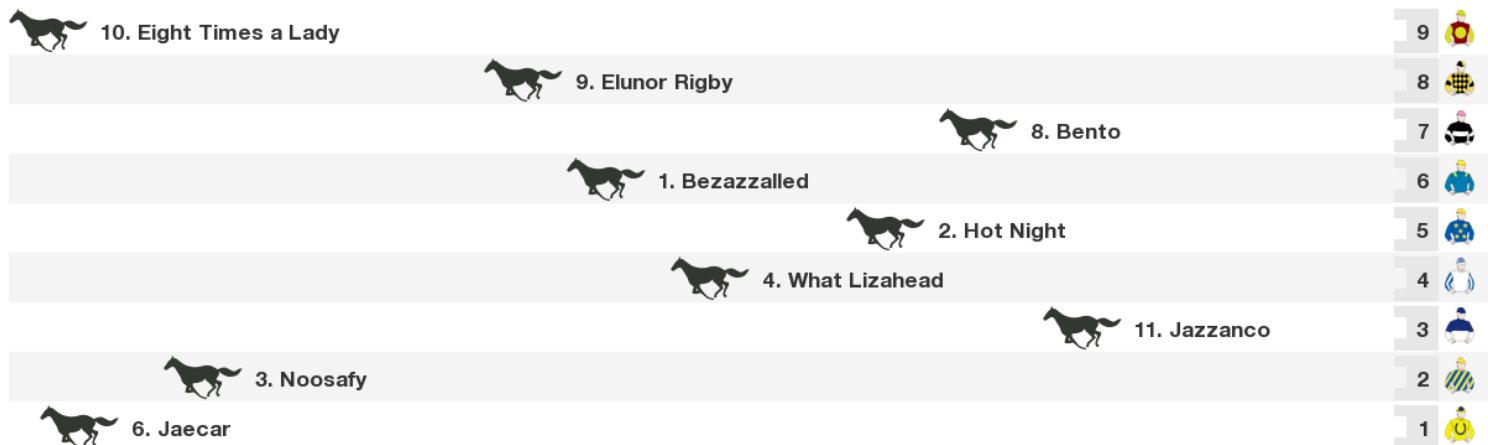 10. Eight Times a Lady 9
9. Elunor Rigby 8
8. Bento 7
1. Bezazzalled 6
2. Hot Night 5
4. What Lizahead 4
11. Jazzanco 3
3. Noosafy 2
6. Jaecar 1